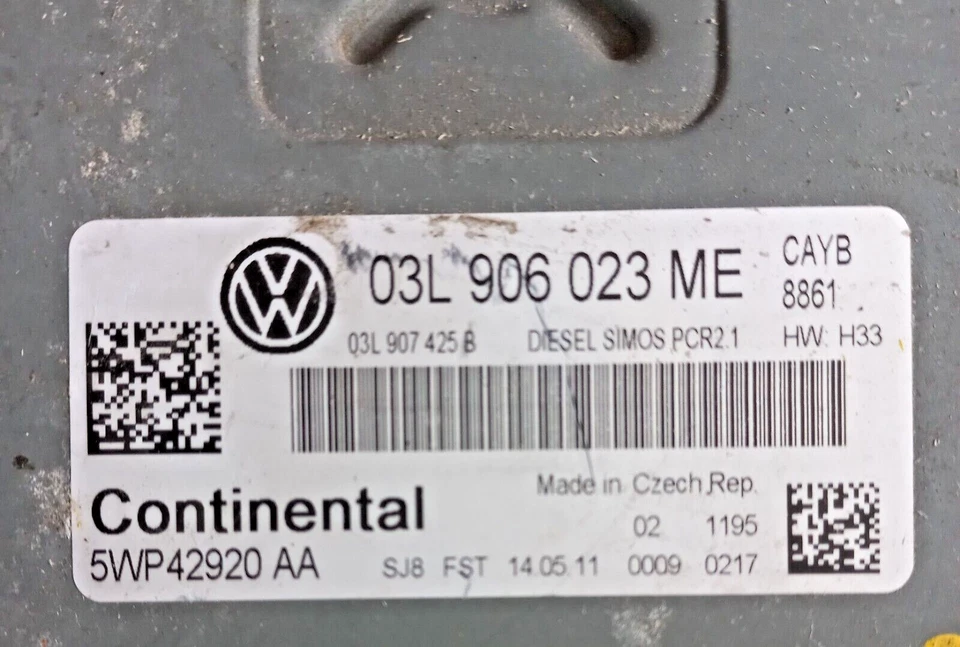 03L 906 023 ME CAYB
8861
03L 907 425 B DIESEL SIMOS PCR2.1 HW: H33
Made in Czech Rep.
Continental 02 1195
5WP42920 AA SJ8 FST 14.05.11 0009 0217